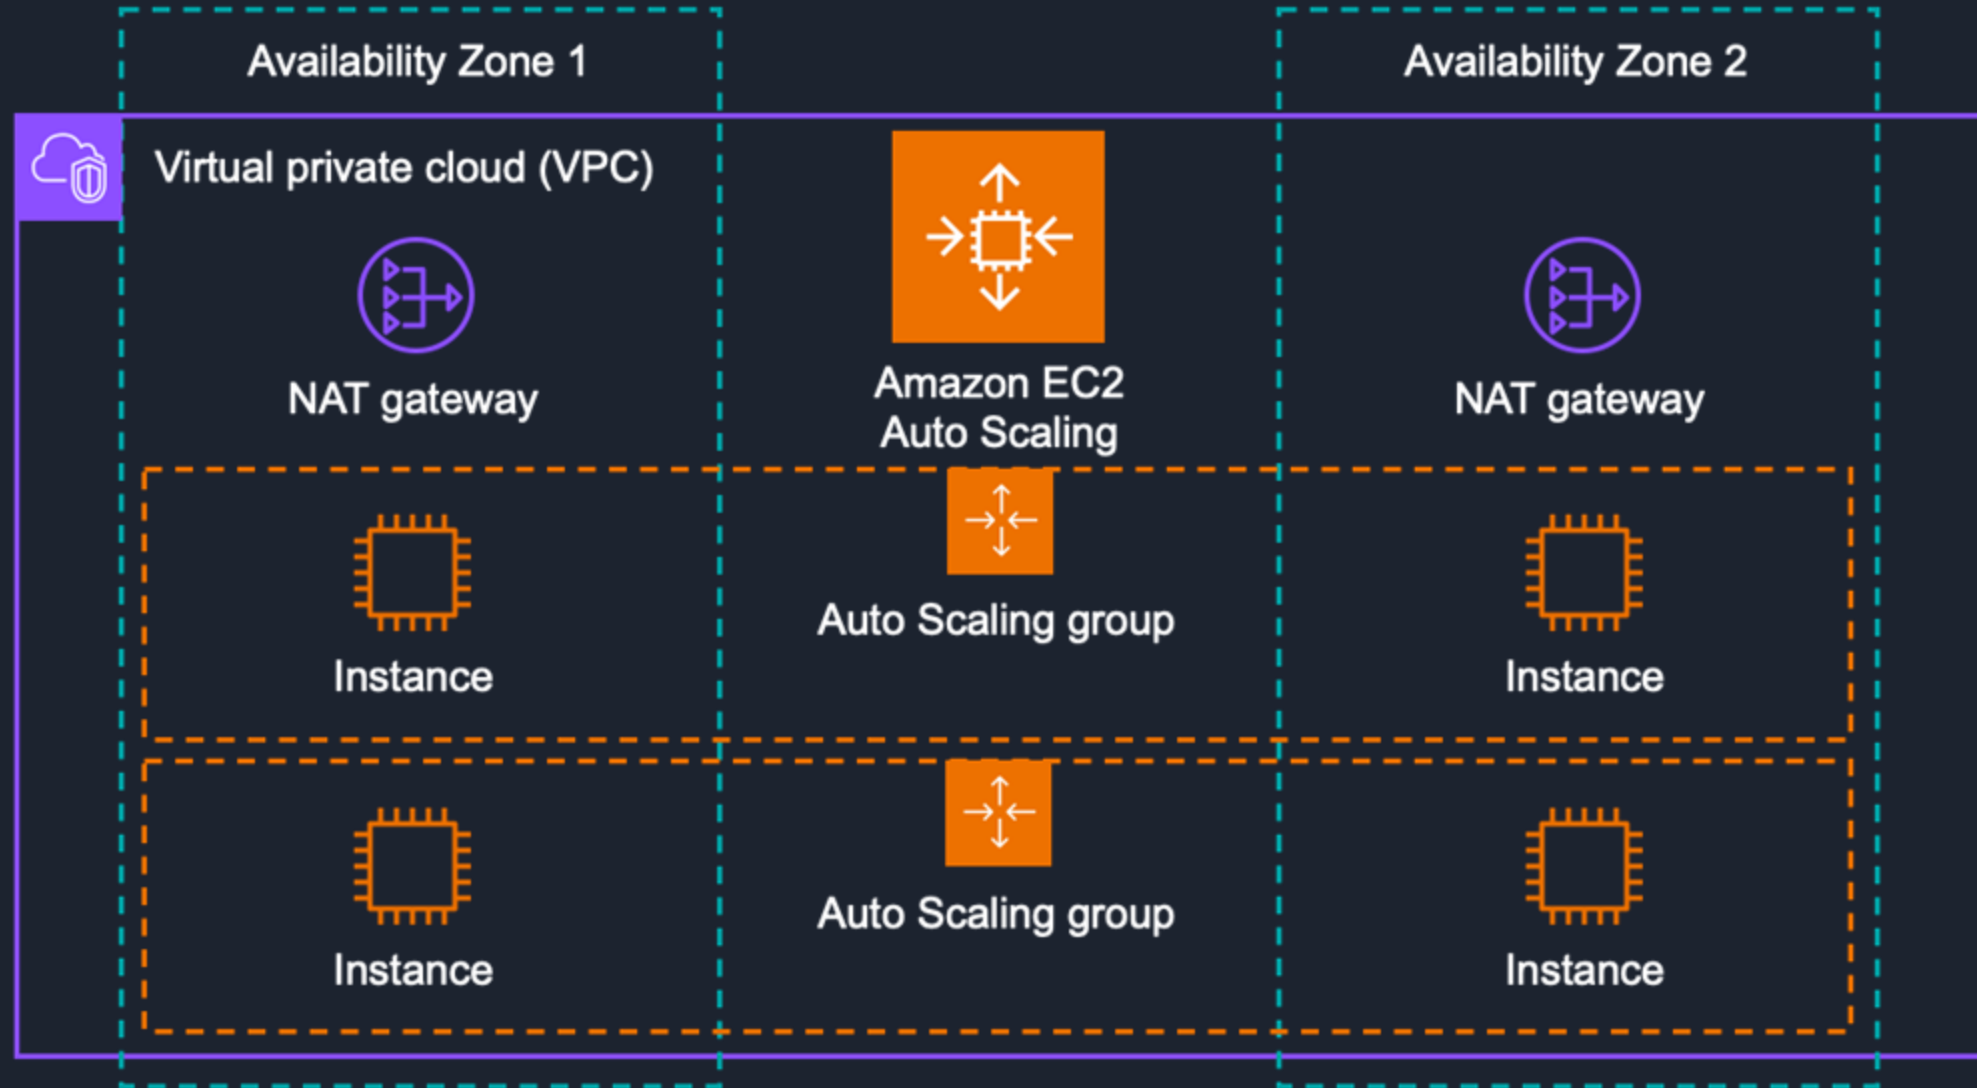 Availability Zone 1
Availability Zone 2
Virtual private cloud (VPC)
NAT gateway
Amazon EC2
Auto Scaling
NAT gateway
Instance
Auto Scaling group
Instance
Instance
Auto Scaling group
Instance